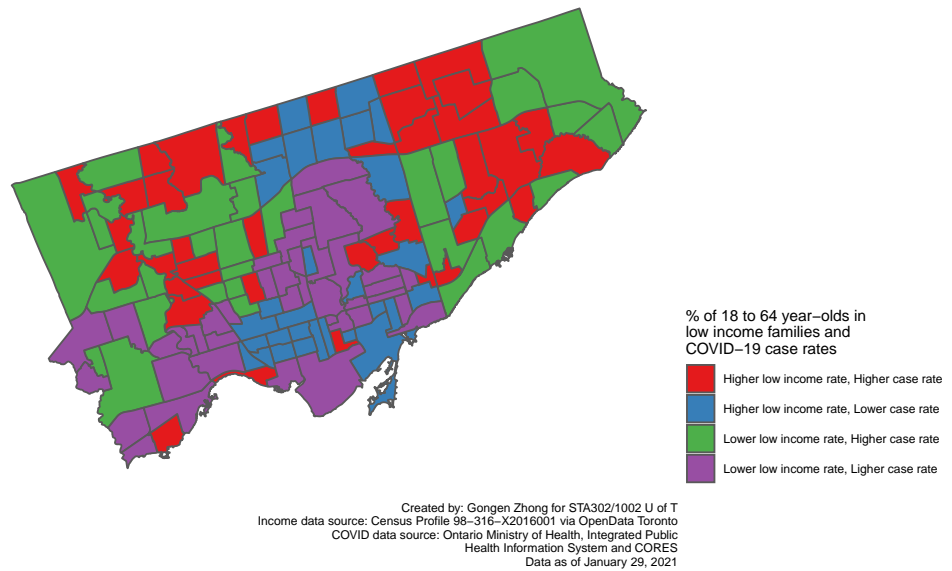 % of 18 to 64 year−olds in
low income families and
COVID−19 case rates
Higher low income rate, Higher case rate
Higher low income rate, Lower case rate
Lower low income rate, Higher case rate
Lower low income rate, Ligher case rate
Created by: Gongen Zhong for STA302/1002 U of T
Income data source: Census Profile 98−316−X2016001 via OpenData Toronto
COVID data source: Ontario Ministry of Health, Integrated Public
Health Information System and CORES
Data as of January 29, 2021